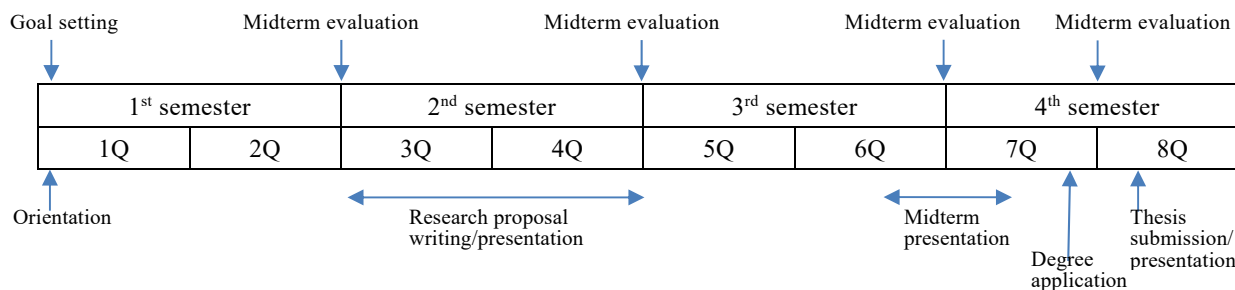 Goal setting
Midterm evaluation
Midterm evaluation
Midterm evaluation
Midterm evaluation
1st semester
2nd semester
3rd semester
4th semester
1Q
2Q
3Q
4Q
5Q
6Q
7Q
8Q
Orientation
Research proposal
writing/presentation
Midterm
presentation
Degree
application
Thesis
submission/
presentation